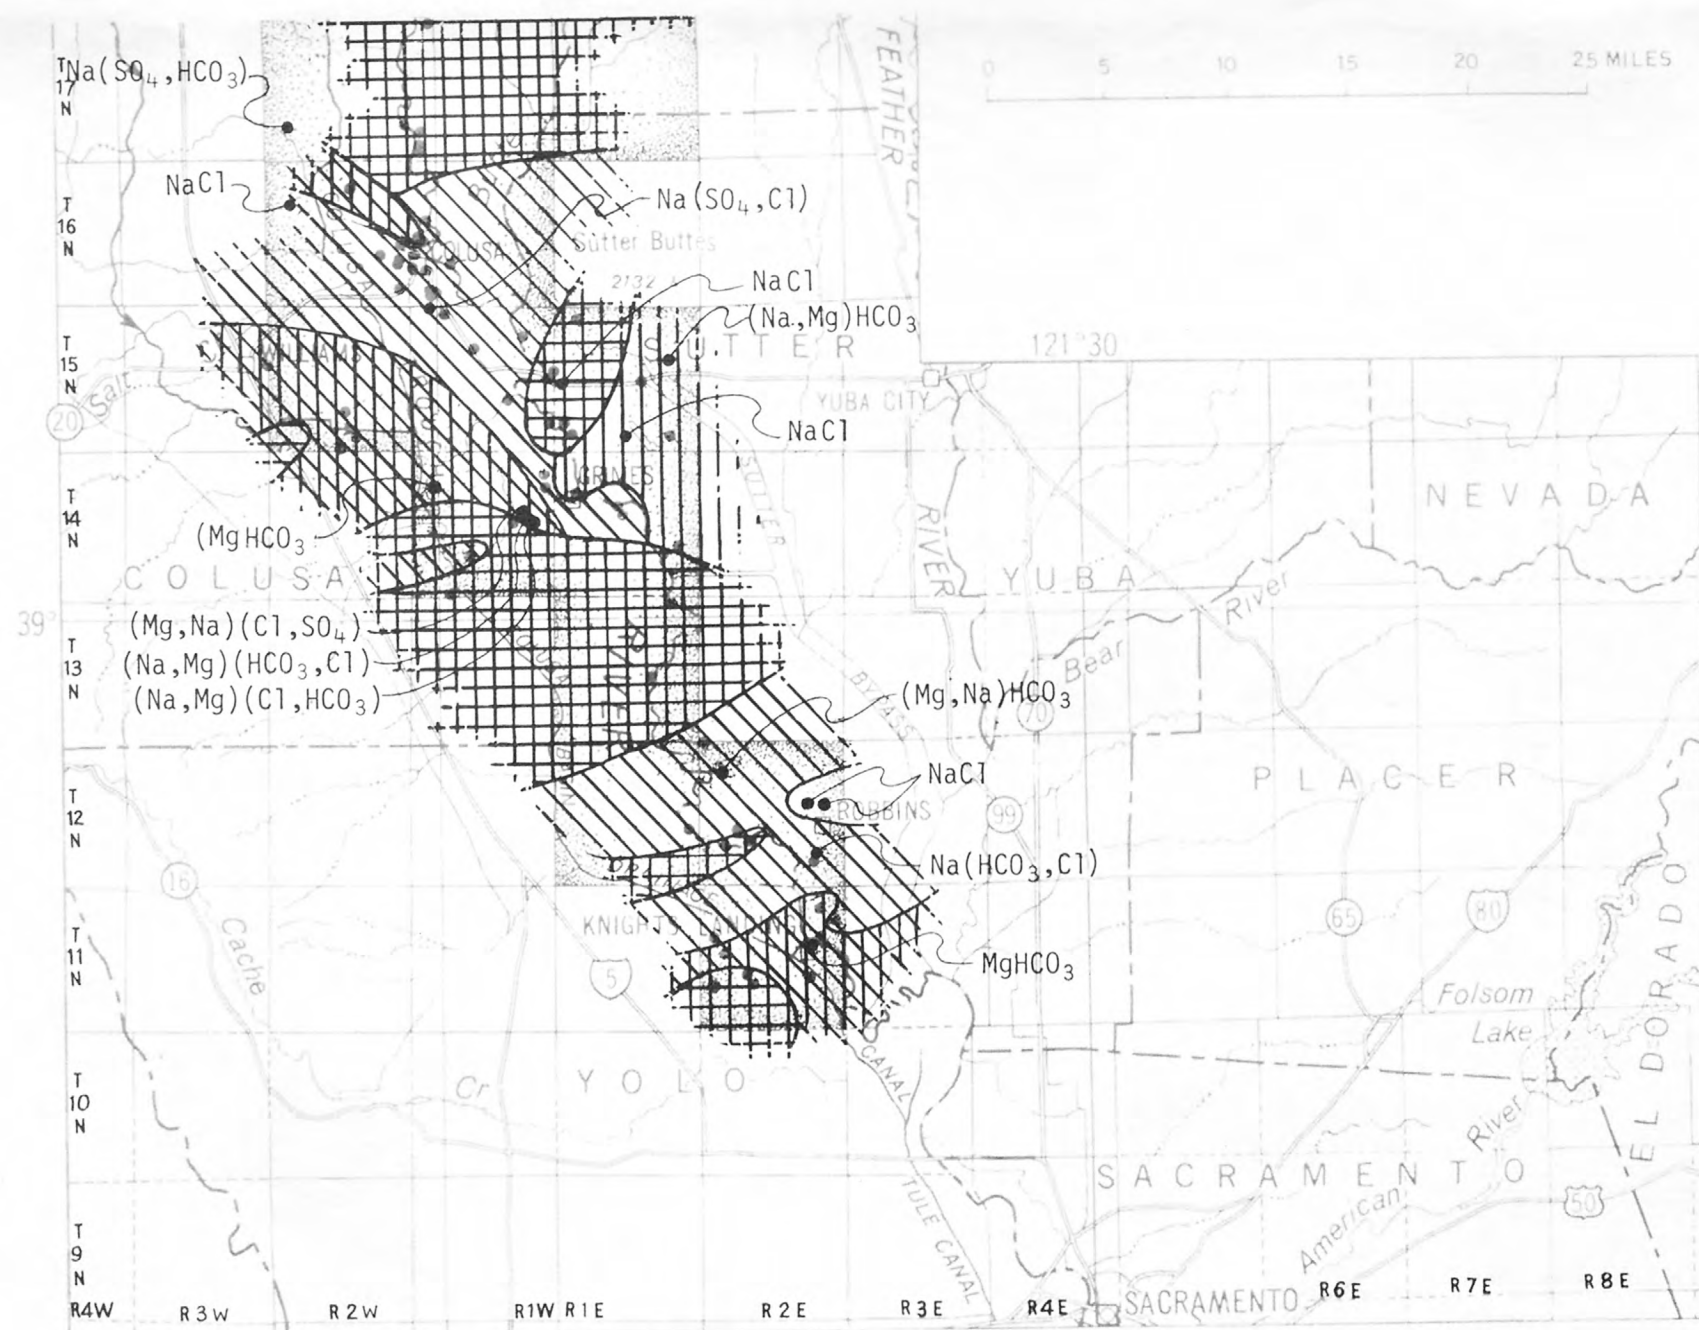 0 5 10 15 20 25 MILES
FEATHER
T
17
N
Na(SO₄,HCO₃)
NaCl
T
16
N
Na(SO₄,Cl)
COLUSA
Sutter Buttes
2132
NaCl
(Na,Mg)HCO₃
121°30
T
15
N
WILLIAMS
SUTTER
20
Salt
YUBA CITY
NaCl
GRIMES
SUTTER
NEVADA
T
14
N
(MgHCO₃
RIVER
COLUSA
YUBA
River
39°
(Mg,Na)(Cl,SO₄)
(Na,Mg)(HCO₃,Cl)
(Na,Mg)(Cl,HCO₃)
T
13
N
Bear
BYPASS
(Mg,Na)HCO₃
70
NaCl
PLACER
T
12
N
ROBBINS
99
Na(HCO₃,Cl)
16
65
80
KNIGHTS LANDING
Cache
T
11
N
5
MgHCO₃
Folsom
Lake
EL DORADO
CANAL
T
10
N
Cr
YOLO
River
SACRAMENTO
American
50
TULE CANAL
T
9
N
R4W R3W R2W R1W R1E R2E R3E R4E SACRAMENTO R6E R7E R8E